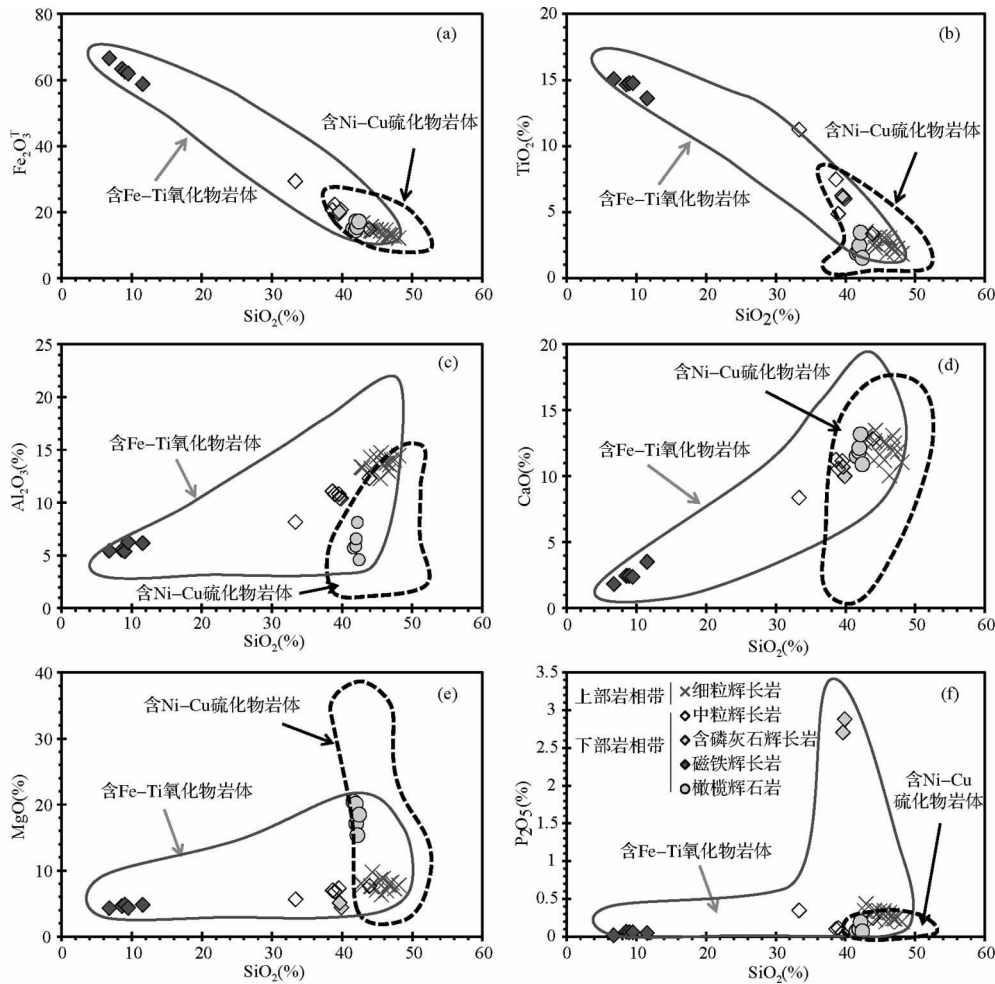 80
60
40
20
0
Fe₂O₃ᵀ
(a)
含Ni–Cu硫化物岩体
含Fe–Ti氧化物岩体
0 10 20 30 40 50 60
SiO₂(%)
20
15
10
5
0
TiO₂(%)
(b)
含Ni–Cu硫化物岩体
含Fe–Ti氧化物岩体
0 10 20 30 40 50 60
SiO₂(%)
25
20
15
10
5
0
Al₂O₃(%)
(c)
含Fe–Ti氧化物岩体
含Ni–Cu硫化物岩体
0 10 20 30 40 50 60
SiO₂(%)
20
15
10
5
0
CaO(%)
(d)
含Ni–Cu硫化物岩体
含Fe–Ti氧化物岩体
0 10 20 30 40 50 60
SiO₂(%)
40
30
20
10
0
MgO(%)
(e)
含Ni–Cu硫化物岩体
含Fe–Ti氧化物岩体
0 10 20 30 40 50 60
SiO₂(%)
3.5
3
2.5
2
1.5
1
0.5
0
P₂O₅(%)
(f)
上部岩相带
细粒辉长岩
下部岩相带
中粒辉长岩
含磷灰石辉长岩
磁铁辉长岩
橄榄辉石岩
含Ni–Cu
硫化物岩体
含Fe–Ti氧化物岩体
0 10 20 30 40 50 60
SiO₂(%)